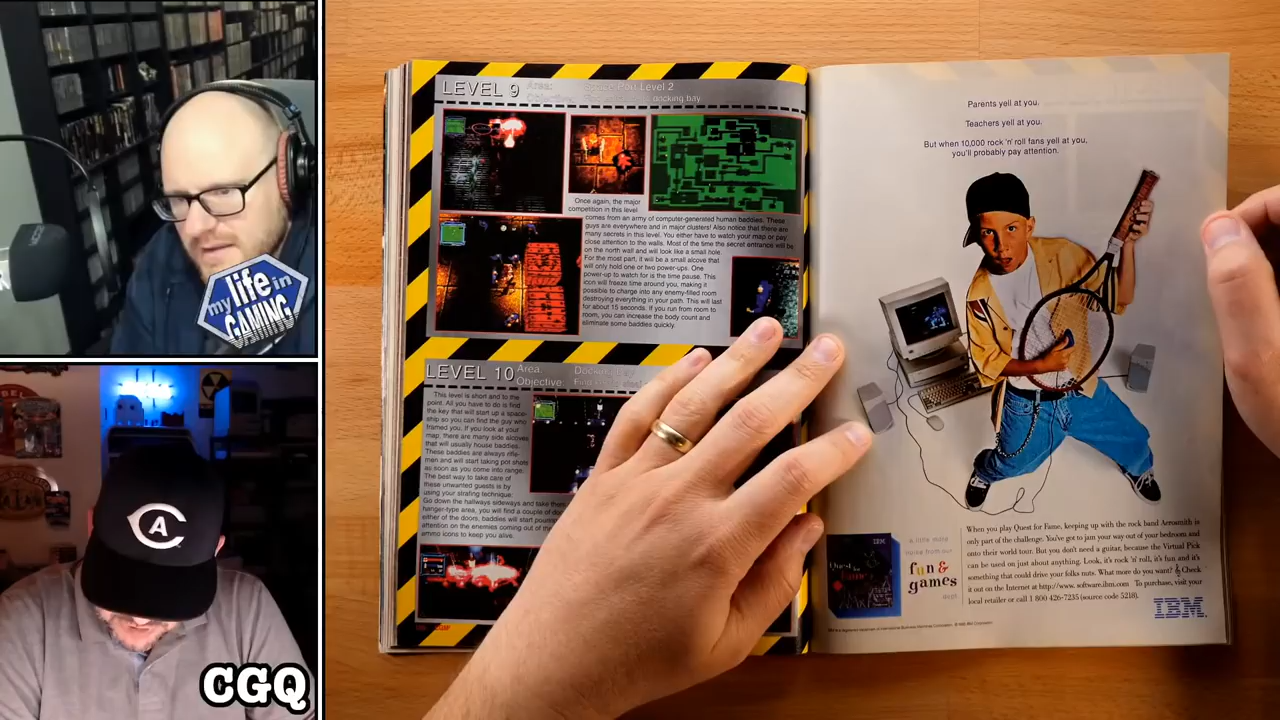 my
life in
GAMING
A
CGQ
LEVEL 9
Area:
Space Port Level 2
docking bay
Once again, the major
competition in this level
comes from an army of computer-generated human baddies. These
guys are everywhere and in major clusters! Also notice that there are
many secrets in this level. You either have to watch your map or pay
close attention to the walls. Most of the time the secret entrance will be
on the north wall and will look like a small hole.
For the most part, it will be a small alcove that
will only hold one or two power-ups. One
power-up to watch for is the time pause. This
icon will freeze time around you, making it
possible to charge into any enemy-filled room
destroying everything in your path. This will last
for about 15 seconds. If you run from room to
room, you can increase the body count and
eliminate some baddies quickly.
LEVEL 10
Area:
Docking Bay
Objective:
This level is short and to the
point. All you have to do is find
the key that will start up a space-
ship so you can find the guy who
framed you. If you look at your
map, there are many side alcoves
that will usually house baddies.
These baddies are always rifle-
men and will start taking pot shots
as soon as you come into range.
The best way to take care of
these unwanted guests is by
using your strafing technique:
Go down the hallways sideways and take them
hanger-type area, you will find a couple of
either of the doors, baddies will start
attention on the enemies coming out of
ammo icons to keep you alive.
Parents yell at you.
Teachers yell at you.
But when 10,000 rock 'n' roll fans yell at you,
you'll probably pay attention.
IBM
Quest for
Fame
a little more
noise from our
fun &
games
dept.
When you play Quest for Fame, keeping up with the rock band Aerosmith is
only part of the challenge. You've got to jam your way out of your bedroom and
onto their world tour. But you don't need a guitar, because the Virtual Pick
can be used on just about anything. Look, it's rock 'n' roll, it's fun and it's
something that could drive your folks nuts. What more do you want? Check
it out on the Internet at http://www.software.ibm.com To purchase, visit your
local retailer or call 1 800 426-7235 (source code 5218).
IBM